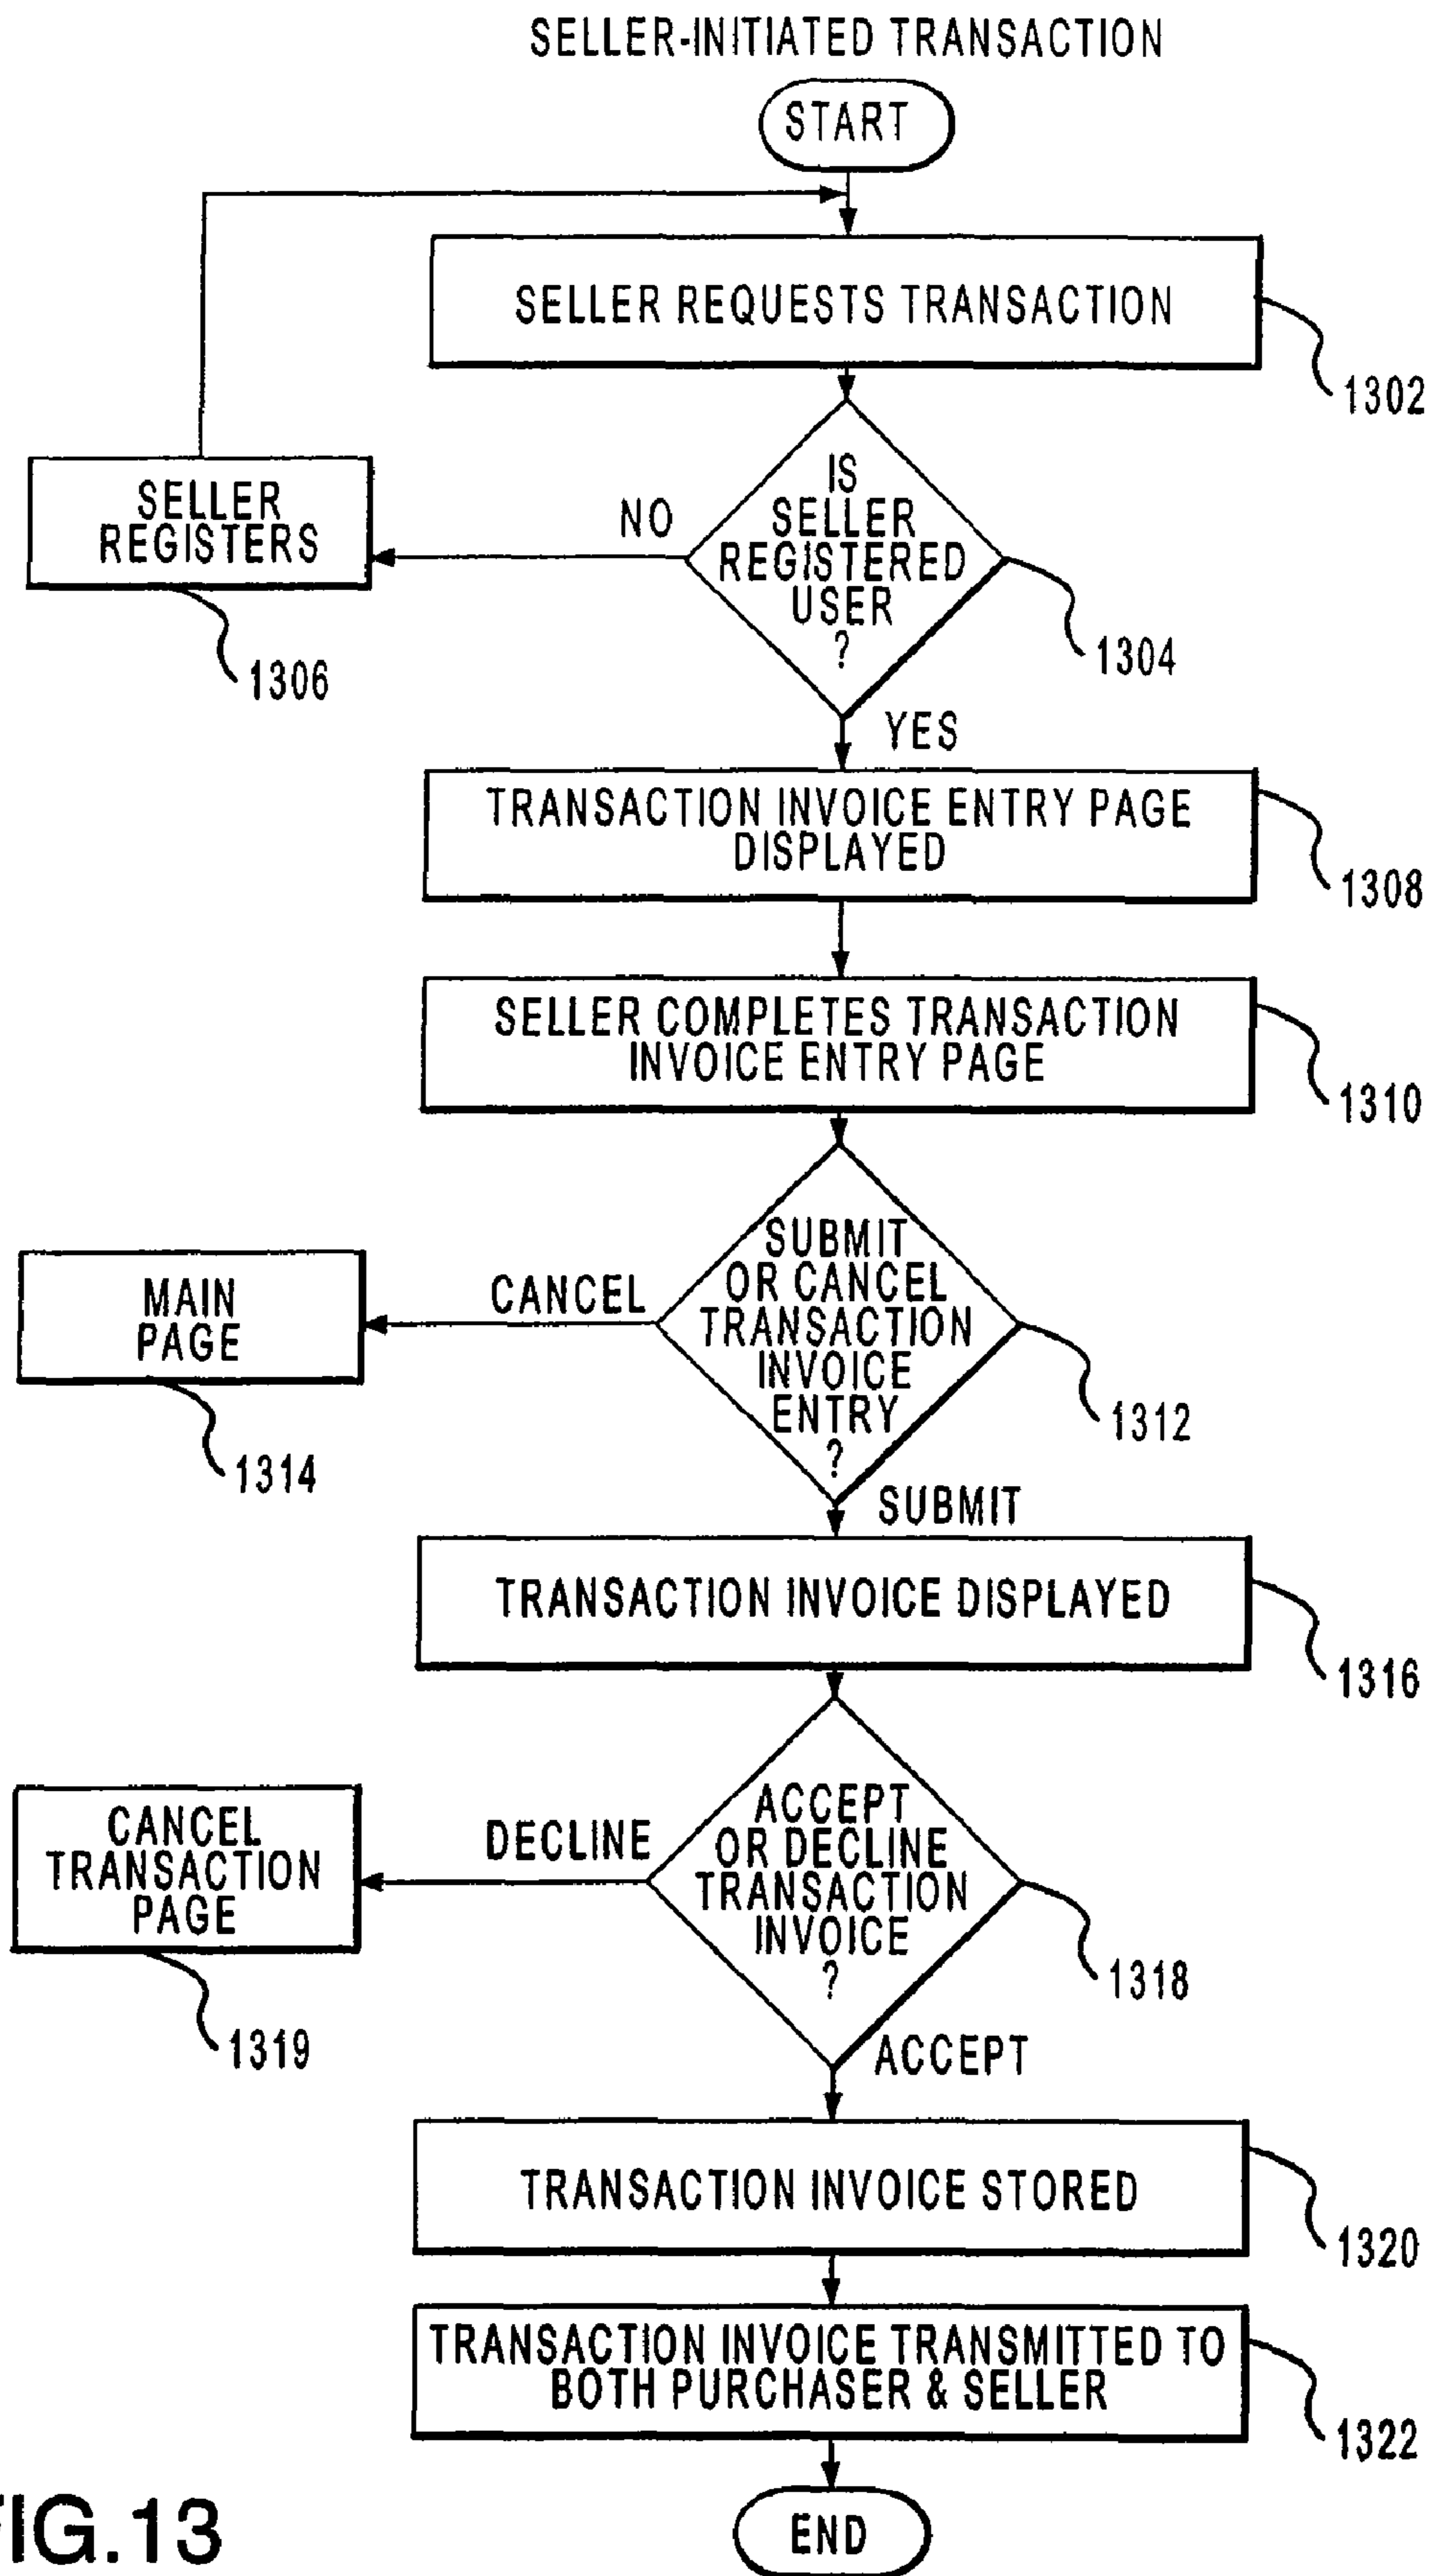 SELLER-INITIATED TRANSACTION
START
SELLER REQUESTS TRANSACTION
1302
IS
SELLER
REGISTERED
USER
?
1304
NO
SELLER
REGISTERS
1306
YES
TRANSACTION INVOICE ENTRY PAGE
DISPLAYED
1308
SELLER COMPLETES TRANSACTION
INVOICE ENTRY PAGE
1310
SUBMIT
OR CANCEL
TRANSACTION
INVOICE
ENTRY
?
1312
CANCEL
MAIN
PAGE
1314
SUBMIT
TRANSACTION INVOICE DISPLAYED
1316
ACCEPT
OR DECLINE
TRANSACTION
INVOICE
?
1318
DECLINE
CANCEL
TRANSACTION
PAGE
1319
ACCEPT
TRANSACTION INVOICE STORED
1320
TRANSACTION INVOICE TRANSMITTED TO
BOTH PURCHASER & SELLER
1322
END
FIG.13